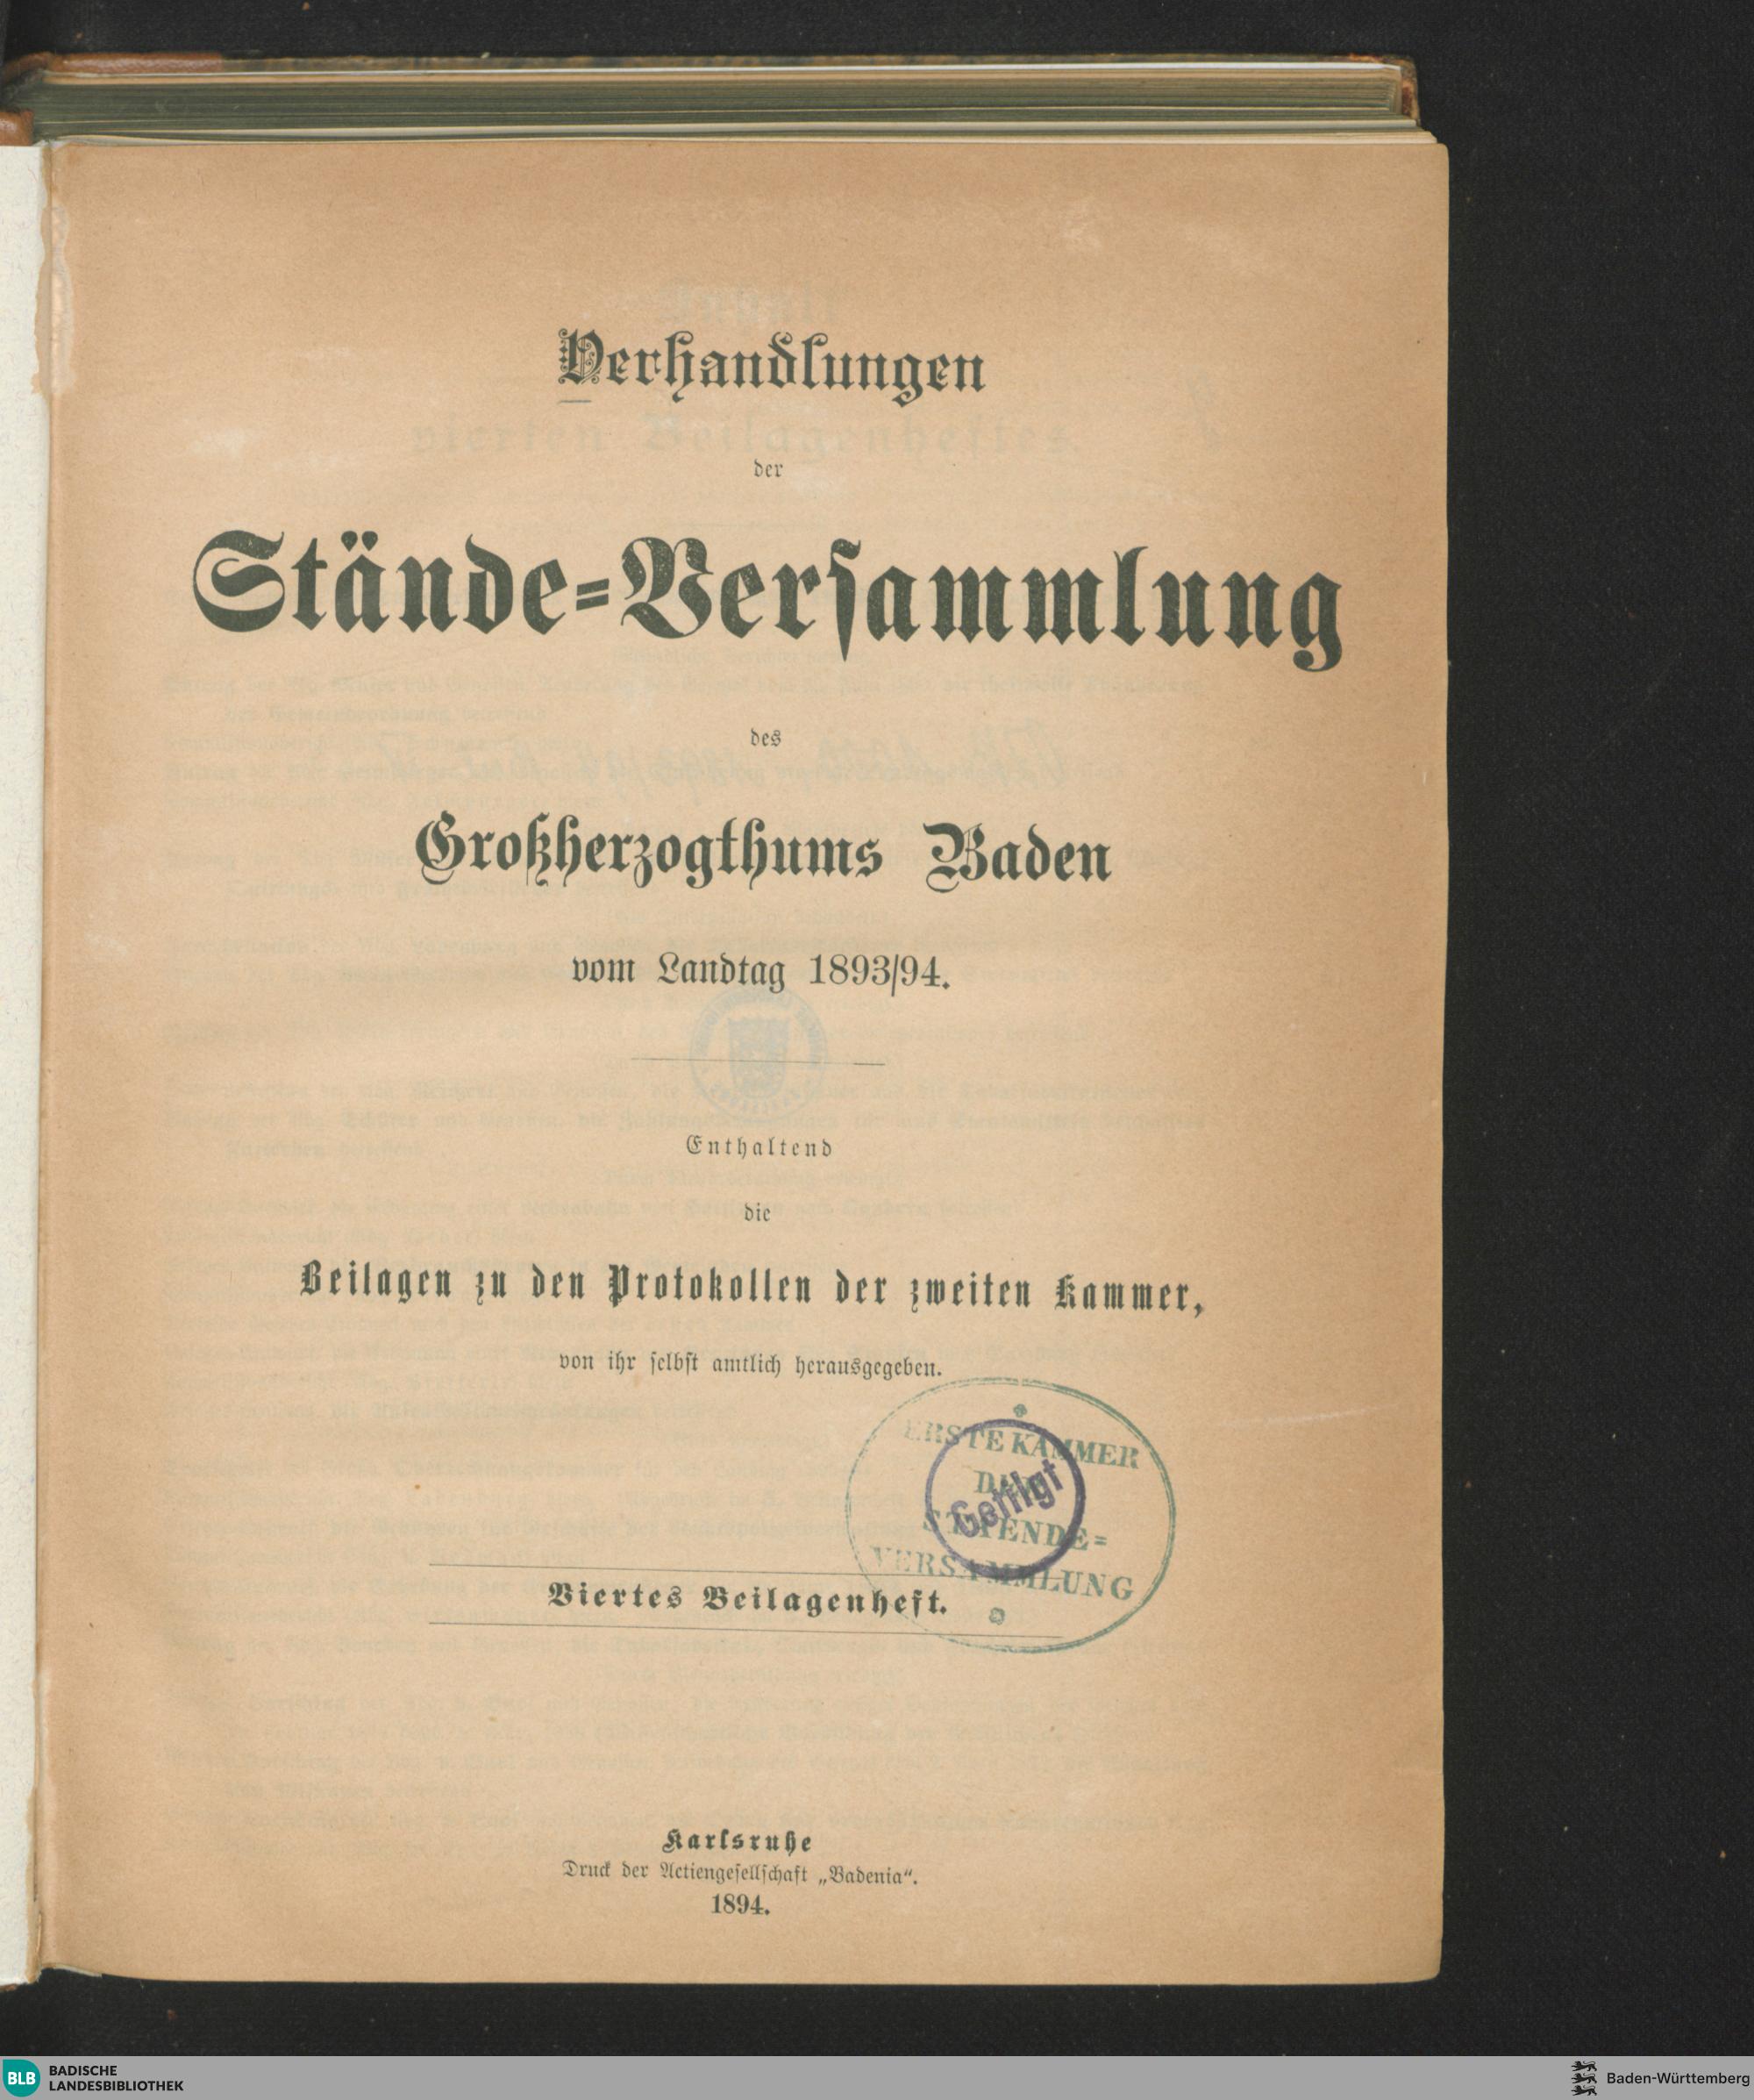 Verhandlungen
der
Stände=Versammlung
des
Großherzogthums Baden
vom Landtag 1893/94.
Enthaltend
die
Beilagen zu den Protokollen der zweiten Kammer,
von ihr selbst amtlich herausgegeben.
ERSTE KAMMER
DER
STAENDE=
VERSAMMLUNG
Getilgt
Viertes Beilagenheft.
Karlsruhe
Druck der Actiengesellschaft „Badenia“.
1894.
BLB BADISCHE
LANDESBIBLIOTHEK
Baden-Württemberg